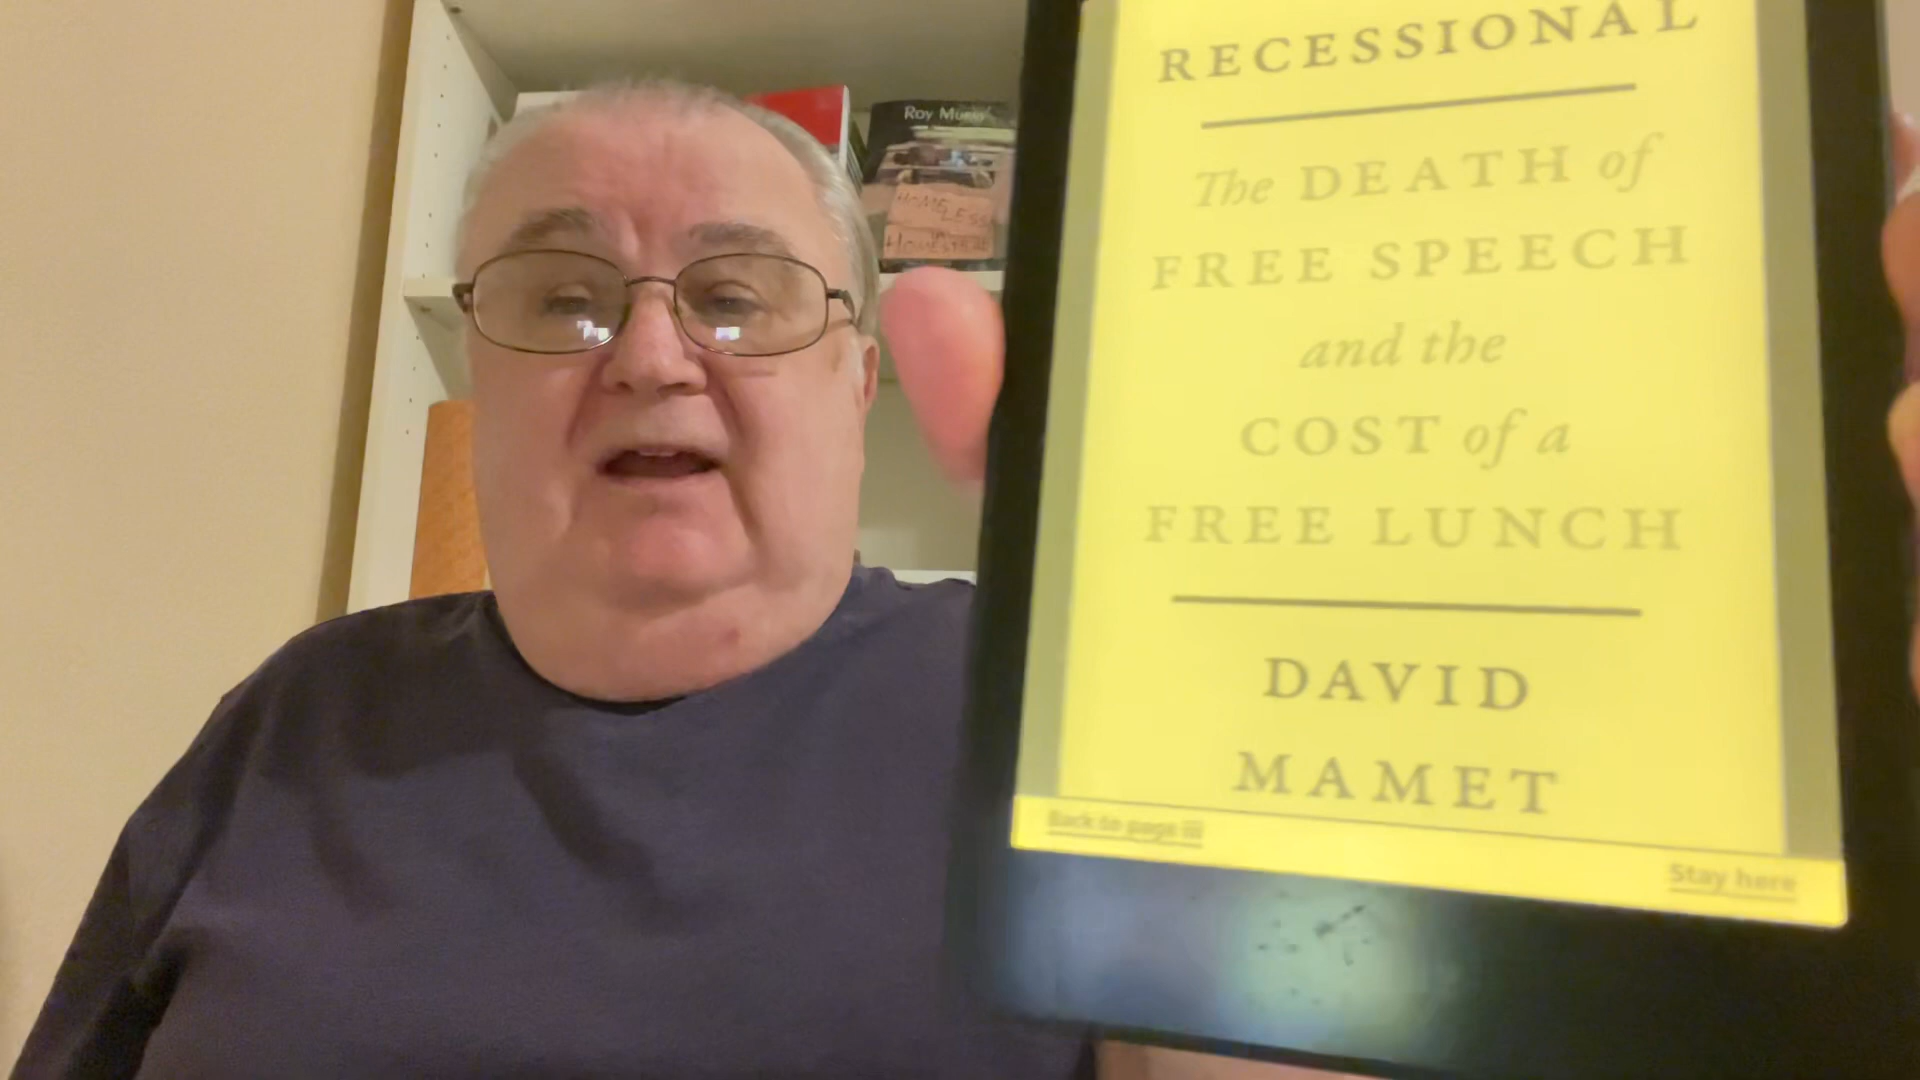 RECESSIONAL
The DEATH of
FREE SPEECH
and the
COST of a
FREE LUNCH
DAVID
MAMET
Back to page iii
Stay here
Roy
HOMELESS